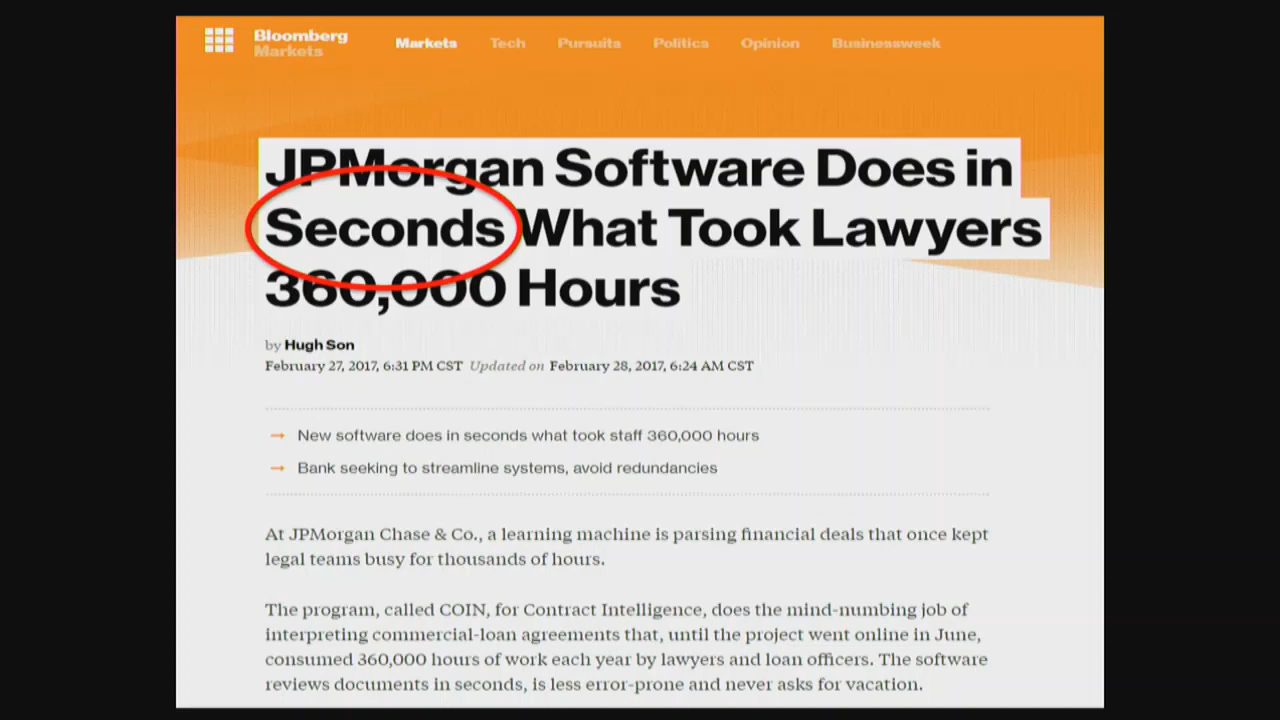 Bloomberg
Markets
Markets Tech Pursuits Politics Opinion Businessweek
JPMorgan Software Does in
Seconds What Took Lawyers
360,000 Hours
by Hugh Son
February 27, 2017, 6:31 PM CST Updated on February 28, 2017, 6:24 AM CST
→ New software does in seconds what took staff 360,000 hours
→ Bank seeking to streamline systems, avoid redundancies
At JPMorgan Chase & Co., a learning machine is parsing financial deals that once kept
legal teams busy for thousands of hours.
The program, called COIN, for Contract Intelligence, does the mind-numbing job of
interpreting commercial-loan agreements that, until the project went online in June,
consumed 360,000 hours of work each year by lawyers and loan officers. The software
reviews documents in seconds, is less error-prone and never asks for vacation.